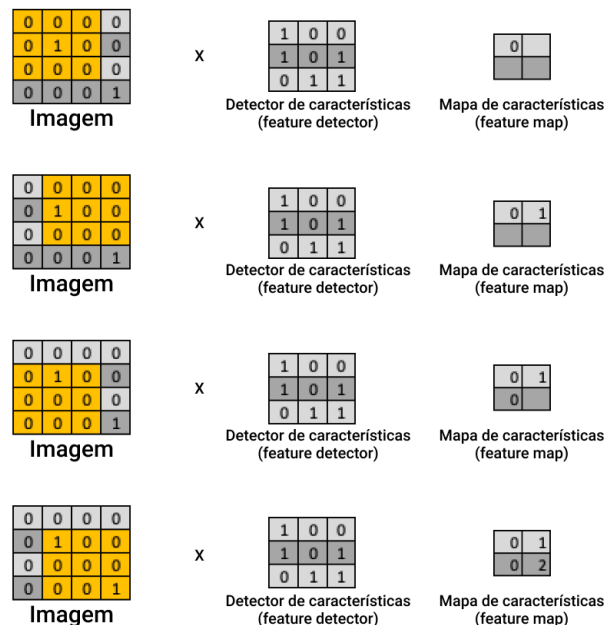 0 0 0 0
0 1 0 0
0 0 0 0
0 0 0 1
Imagem
x
1 0 0
1 0 1
0 1 1
Detector de característicás
(feature detector)
0
Mapa de características
(feature map)
0 0 0 0
0 1 0 0
0 0 0 0
0 0 0 1
Imagem
x
1 0 0
1 0 1
0 1 1
Detector de característicás
(feature detector)
0 1
Mapa de características
(feature map)
0 0 0 0
0 1 0 0
0 0 0 0
0 0 0 1
Imagem
x
1 0 0
1 0 1
0 1 1
Detector de característicás
(feature detector)
0 1
0
Mapa de características
(feature map)
0 0 0 0
0 1 0 0
0 0 0 0
0 0 0 1
Imagem
x
1 0 0
1 0 1
0 1 1
Detector de característicás
(feature detector)
0 1
0 2
Mapa de características
(feature map)